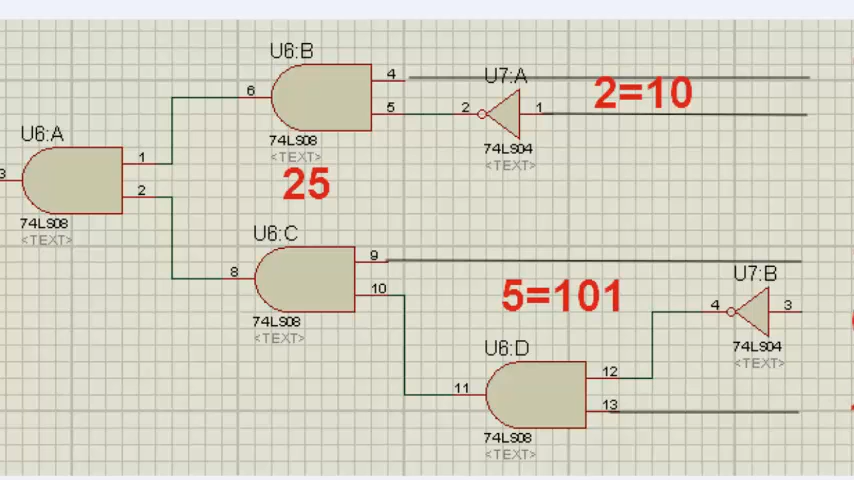 U6:B
4
U7:A
2=10
6
5
2
1
U6:A
74LS08
<TEXT>
74LS04
<TEXT>
3
1
25
2
74LS08
<TEXT>
U6:C
9
U7:B
8
10
5=101
4
3
74LS08
<TEXT>
U6:D
74LS04
<TEXT>
12
11
13
74LS08
<TEXT>